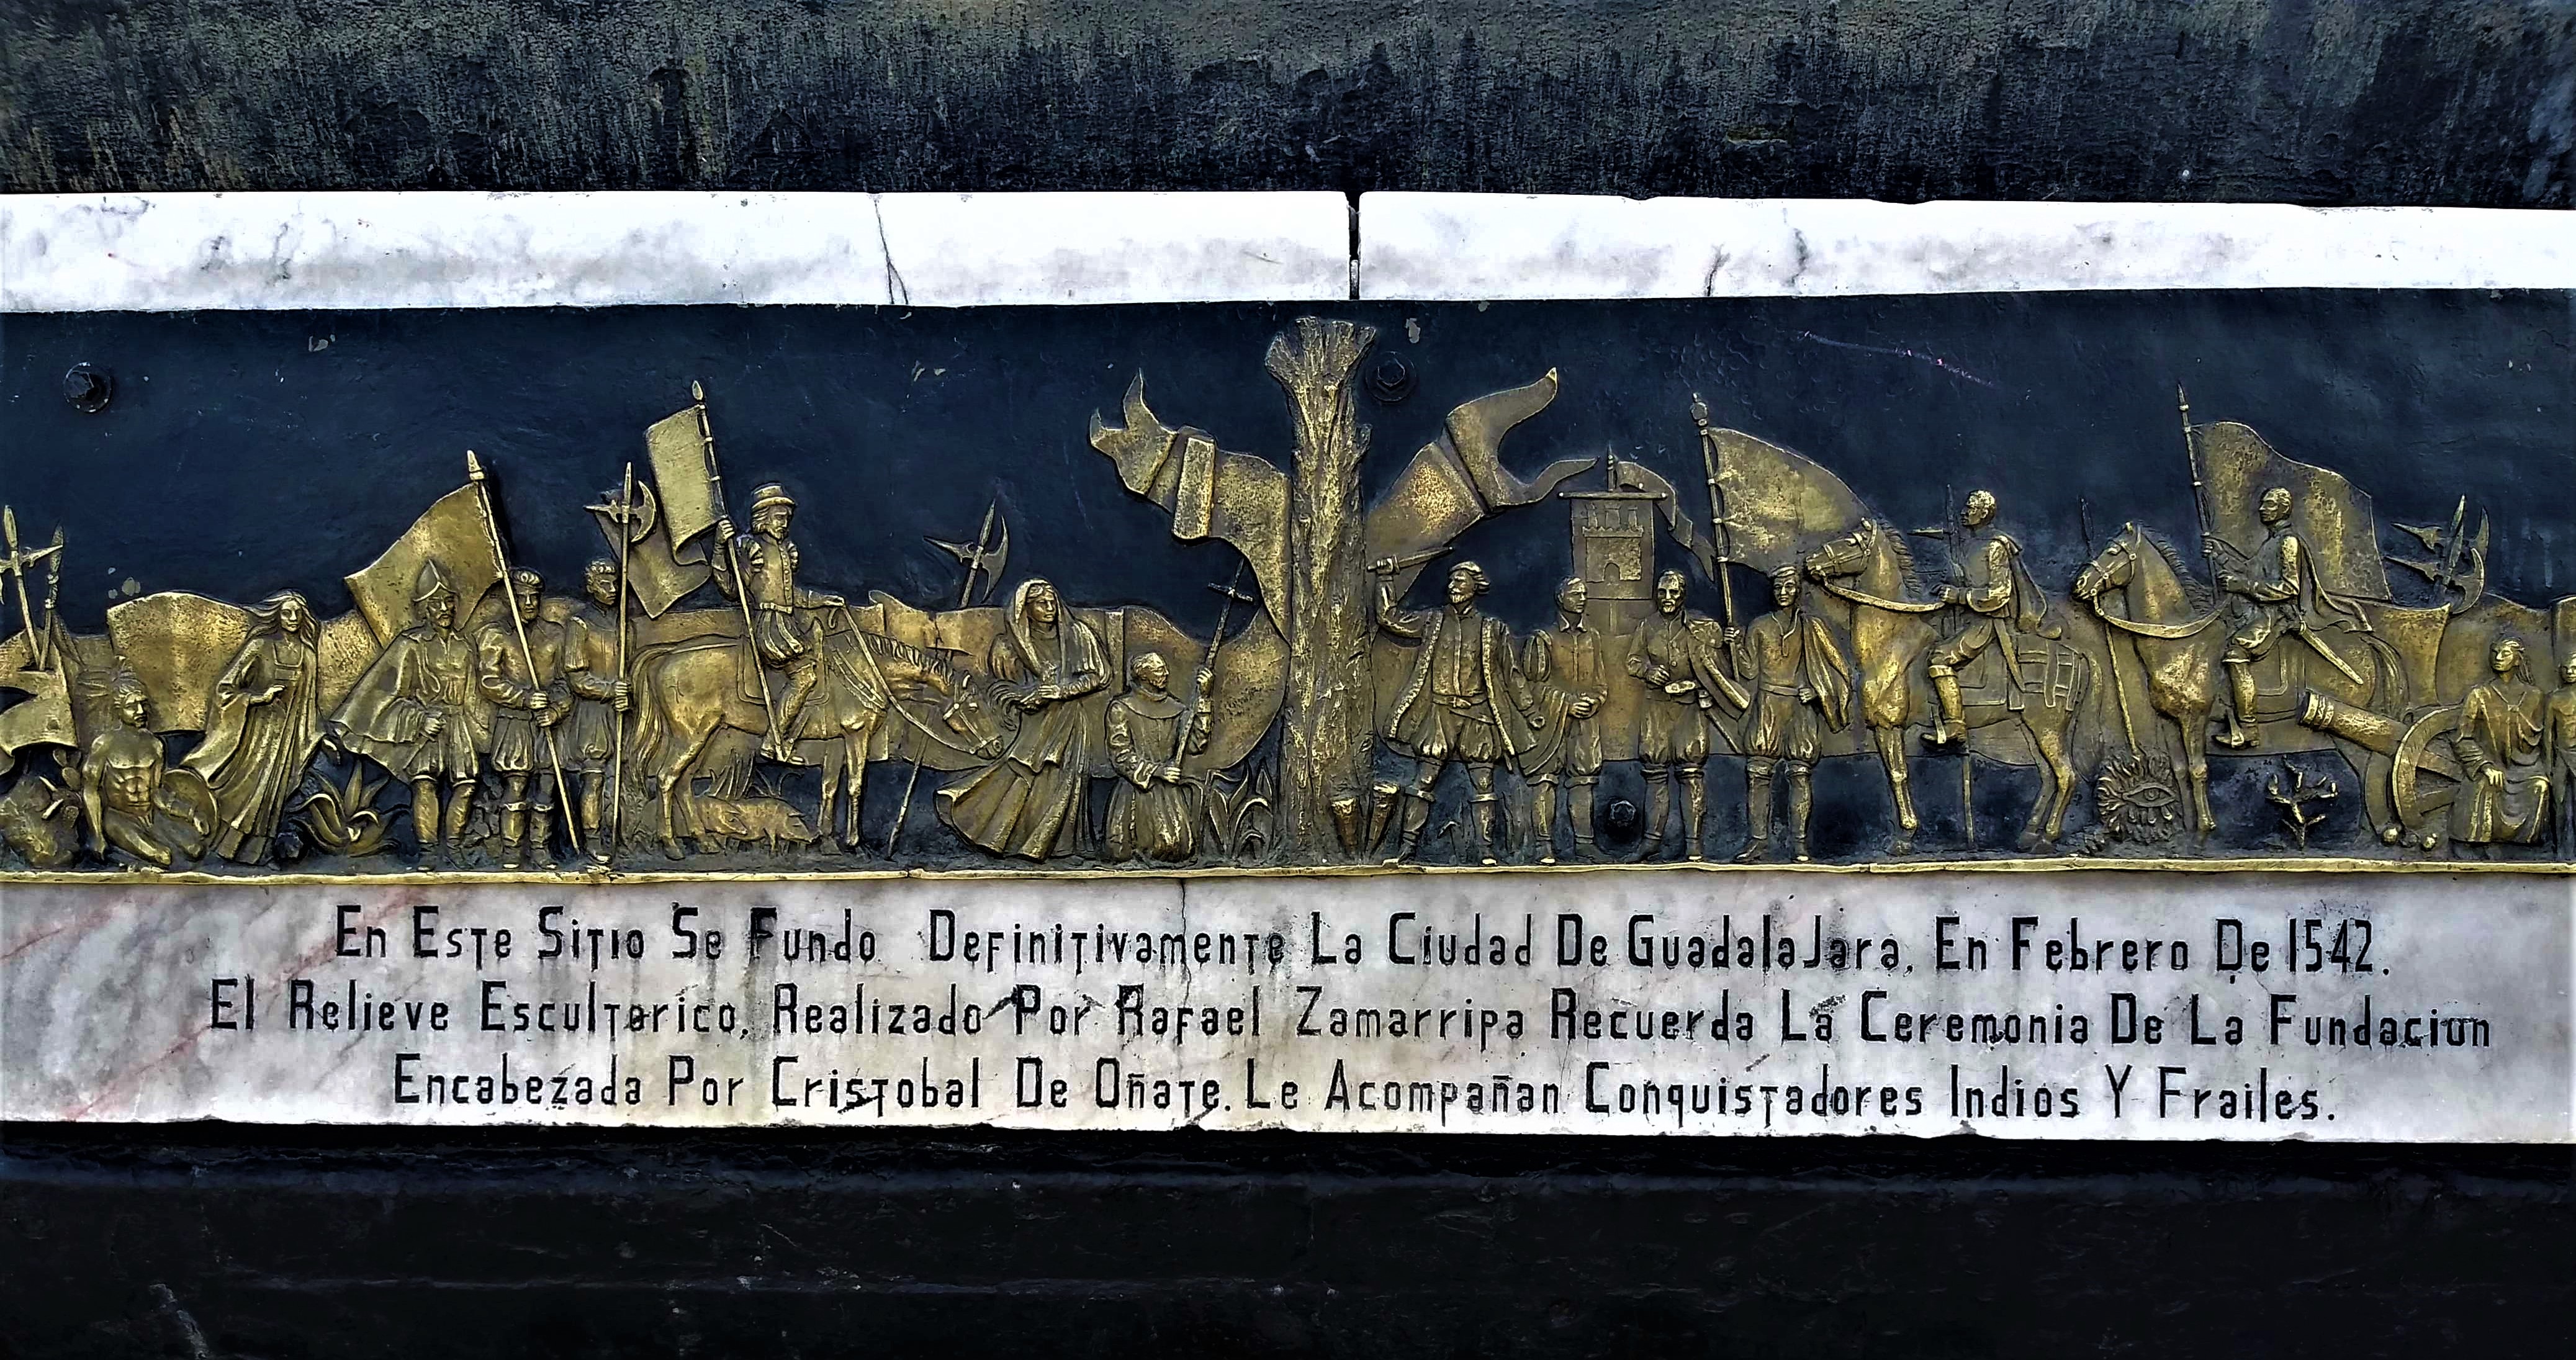 En Este Sitio Se Fundo Definitivamente La Ciudad De Guadalajara, En Febrero De 1542.
El Relieve Escultorico, Realizado Por Rafael Zamarripa Recuerda La Ceremonia De La Fundacion
Encabezada Por Cristobal De Oñate. Le Acompañan Conquistadores Indios Y Frailes.